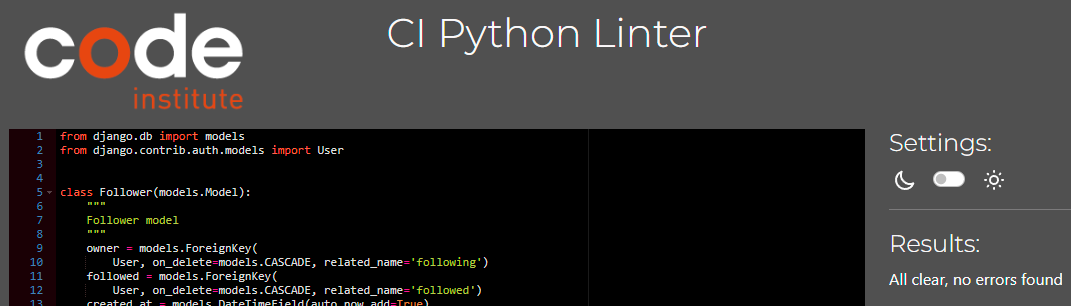 code
institute
CI Python Linter
1 from django.db import models
2 from django.contrib.auth.models import User
3
4
5 class Follower(models.Model):
6 """
7 Follower model
8 """
9 owner = models.ForeignKey(
10 User, on_delete=models.CASCADE, related_name='following')
11 followed = models.ForeignKey(
12 User, on_delete=models.CASCADE, related_name='followed')
13 created_at = models.DateTimeField(auto_now_add=True)
Settings:
Results:
All clear, no errors found